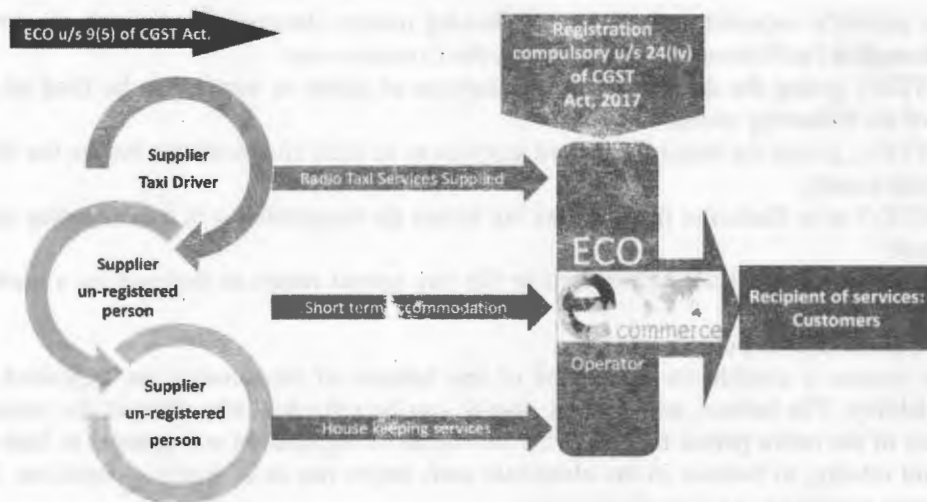 ECO u/s 9(5) of CGST Act.
Registration
compulsory u/s 24(Iv)
of CGST
Act, 2017
Supplier
Taxi Driver
Radio Taxi Services Supplied
Supplier
un-registered
person
Short term accommodation
ECO
commerce
Operator
Recipient of services:
Customers
Supplier
un-registered
person
House keeping services